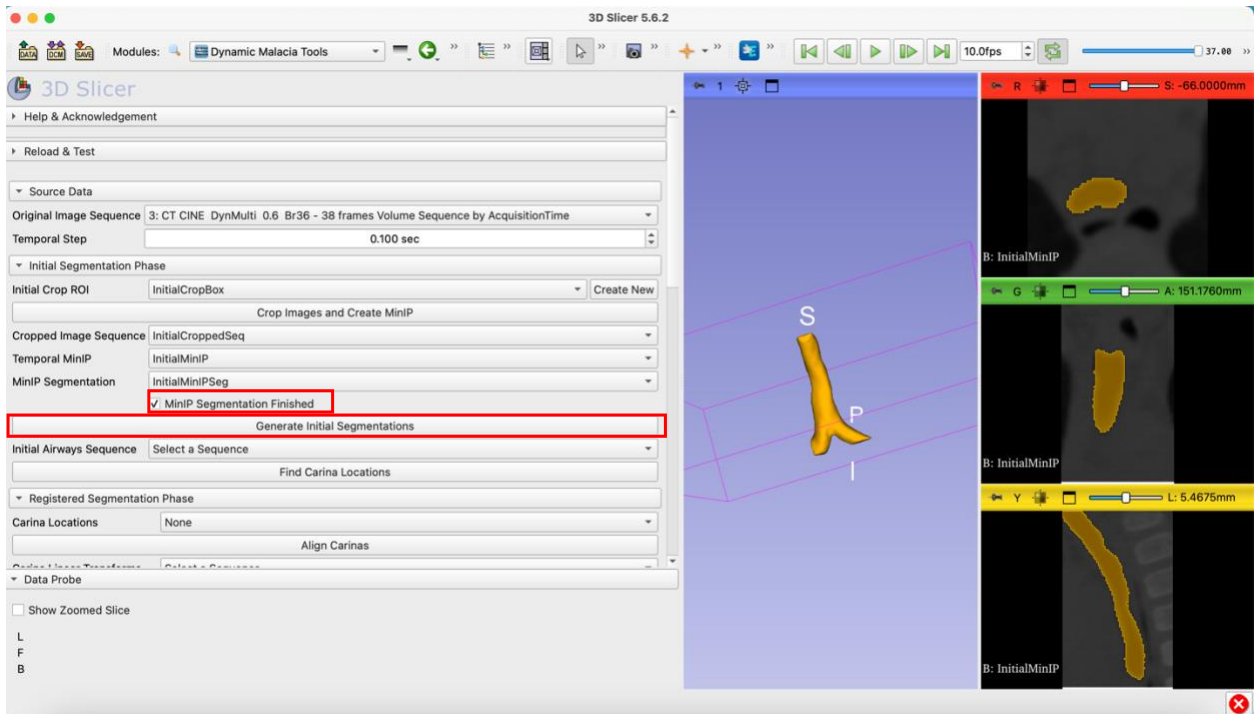 3D Slicer 5.6.2
DATA DCM SAVE Modules: Dynamic Malacia Tools 10.0fps 37.00
3D Slicer
Help & Acknowledgement
Reload & Test
Source Data
Original Image Sequence 3: CT CINE DynMulti 0.6 Br36 - 38 frames Volume Sequence by AcquisitionTime
Temporal Step 0.100 sec
Initial Segmentation Phase
Initial Crop ROI InitialCropBox Create New
Crop Images and Create MinIP
Cropped Image Sequence InitialCroppedSeq
Temporal MinIP InitialMinIP
MinIP Segmentation InitialMinIPSeg
MinIP Segmentation Finished
Generate Initial Segmentations
Initial Airways Sequence Select a Sequence
Find Carina Locations
Registered Segmentation Phase
Carina Locations None
Align Carinas
Carina Linear Transforms Select a Sequence
Data Probe
Show Zoomed Slice
L
F
B
1
S
P
I
R S: -66.0000mm
B: InitialMinIP
G A: 151.1760mm
B: InitialMinIP
Y L: 5.4675mm
B: InitialMinIP